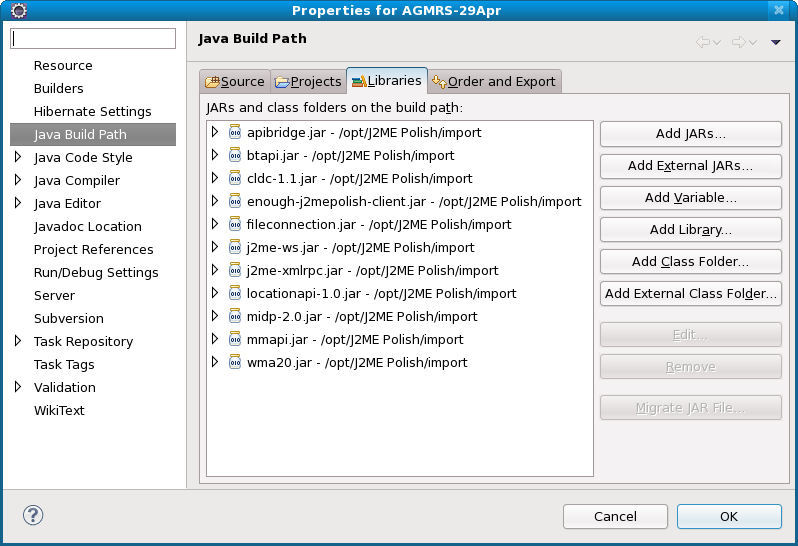 Properties for AGMRS-29Apr
Resource
Builders
Hibernate Settings
Java Build Path
Java Code Style
Java Compiler
Java Editor
Javadoc Location
Project References
Run/Debug Settings
Server
Subversion
Task Repository
Task Tags
Validation
WikiText
Java Build Path
Source
Projects
Libraries
Order and Export
JARs and class folders on the build path:
apibridge.jar - /opt/J2ME Polish/import
btapi.jar - /opt/J2ME Polish/import
cldc-1.1.jar - /opt/J2ME Polish/import
enough-j2mepolish-client.jar - /opt/J2ME Polish/import
fileconnection.jar - /opt/J2ME Polish/import
j2me-ws.jar - /opt/J2ME Polish/import
j2me-xmlrpc.jar - /opt/J2ME Polish/import
locationapi-1.0.jar - /opt/J2ME Polish/import
midp-2.0.jar - /opt/J2ME Polish/import
mmapi.jar - /opt/J2ME Polish/import
wma20.jar - /opt/J2ME Polish/import
Add JARs...
Add External JARs...
Add Variable...
Add Library...
Add Class Folder...
Add External Class Folder...
Edit...
Remove
Migrate JAR File...
?
Cancel
OK